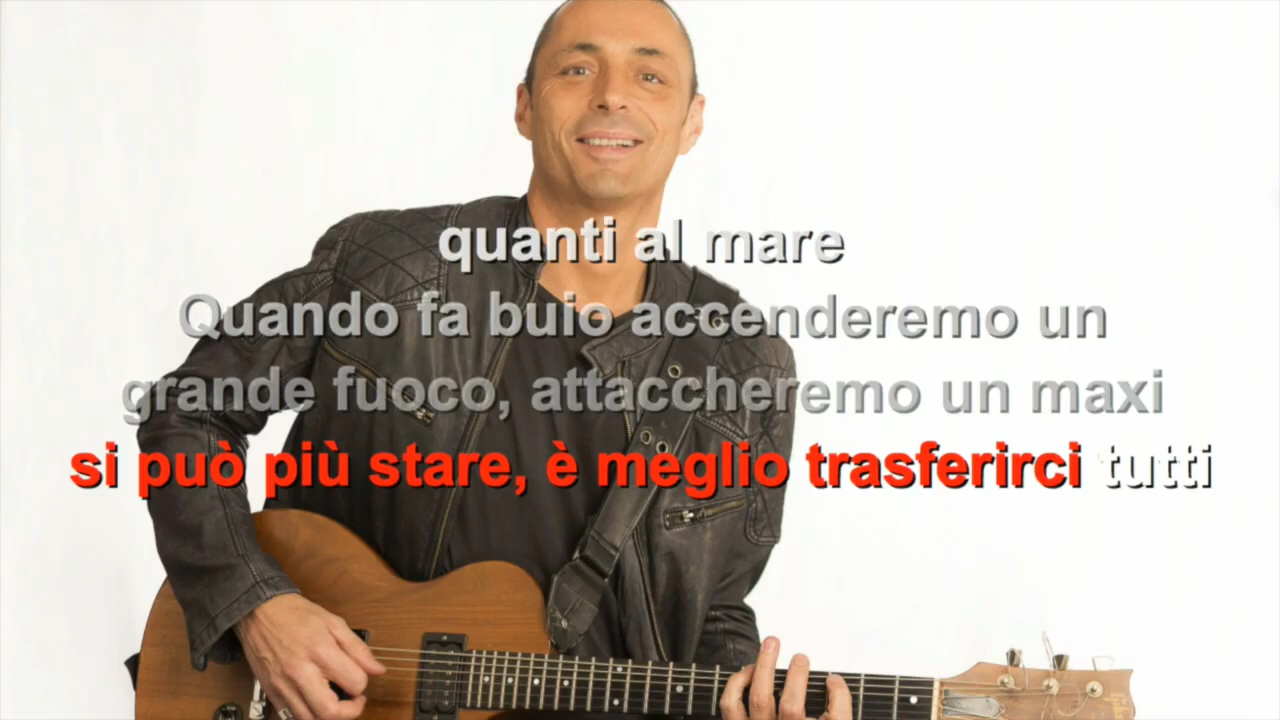 quanti al mare
Quando fa buio accenderemo un
grande fuoco, attaccheremo un maxi
si può più stare, è meglio trasferirci tutti